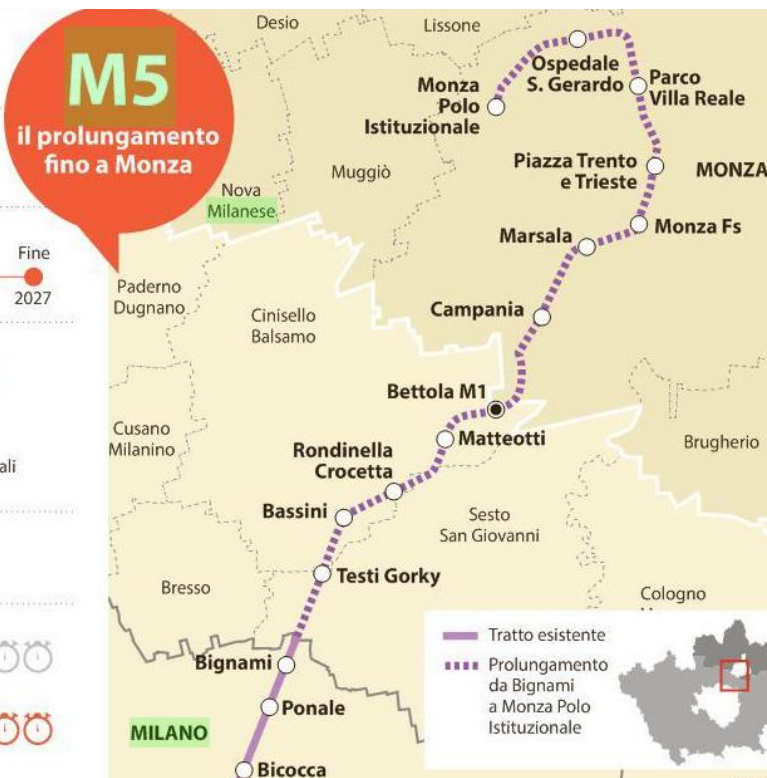 M5
il prolungamento
fino a Monza
Fine
2027
ali
Desio
Lissone
Ospedale
S. Gerardo
Monza
Polo
Istituzionale
Parco
Villa Reale
Muggiò
Piazza Trento
e Trieste
MONZA
Nova
Milanese
Marsala
Monza Fs
Paderno
Dugnano
Cinisello
Balsamo
Campania
Bettola M1
Matteotti
Cusano
Milanino
Rondinella
Crocetta
Brugherio
Bassini
Sesto
San Giovanni
Testi Gorky
Bresso
Cologno
Bignami
Ponale
MILANO
Bicocca
Tratto esistente
Prolungamento
da Bignami
a Monza Polo
Istituzionale